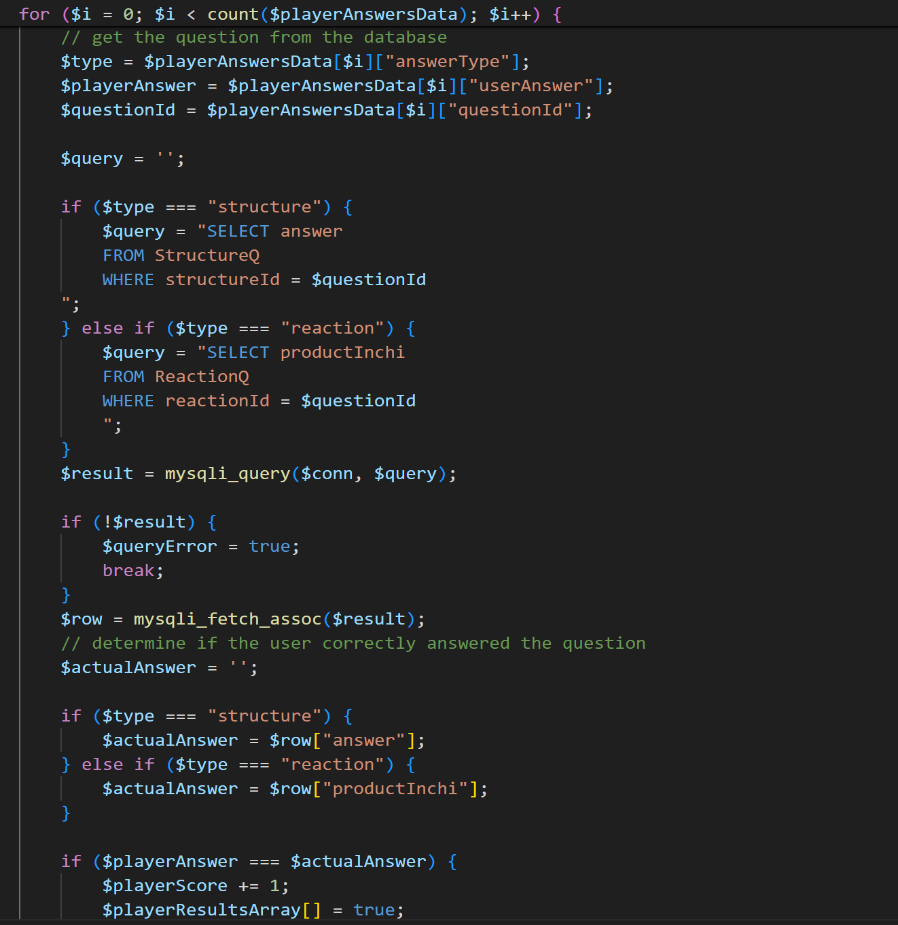 for ($i = 0; $i < count($playerAnswersData); $i++) {
// get the question from the database
$type = $playerAnswersData[$i]["answerType"];
$playerAnswer = $playerAnswersData[$i]["userAnswer"];
$questionId = $playerAnswersData[$i]["questionId"];
$query = '';
if ($type === "structure") {
$query = "SELECT answer
FROM StructureQ
WHERE structureId = $questionId
";
} else if ($type === "reaction") {
$query = "SELECT productInchi
FROM ReactionQ
WHERE reactionId = $questionId
";
}
$result = mysqli_query($conn, $query);
if (!$result) {
$queryError = true;
break;
}
$row = mysqli_fetch_assoc($result);
// determine if the user correctly answered the question
$actualAnswer = '';
if ($type === "structure") {
$actualAnswer = $row["answer"];
} else if ($type === "reaction") {
$actualAnswer = $row["productInchi"];
}
if ($playerAnswer === $actualAnswer) {
$playerScore += 1;
$playerResultsArray[] = true;